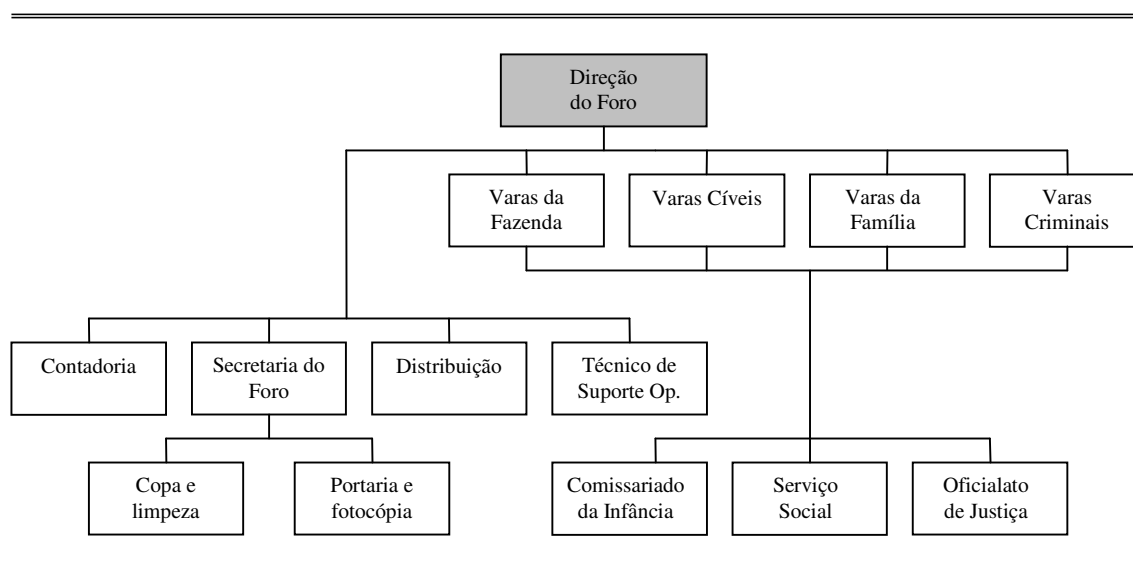 Direção
do Foro
Varas da
Fazenda
Varas Cíveis
Varas da
Família
Varas
Criminais
Contadoria
Secretaria do
Foro
Distribuição
Técnico de
Suporte Op.
Copa e
limpeza
Portaria e
fotocópia
Comissariado
da Infância
Serviço
Social
Oficialato
de Justiça